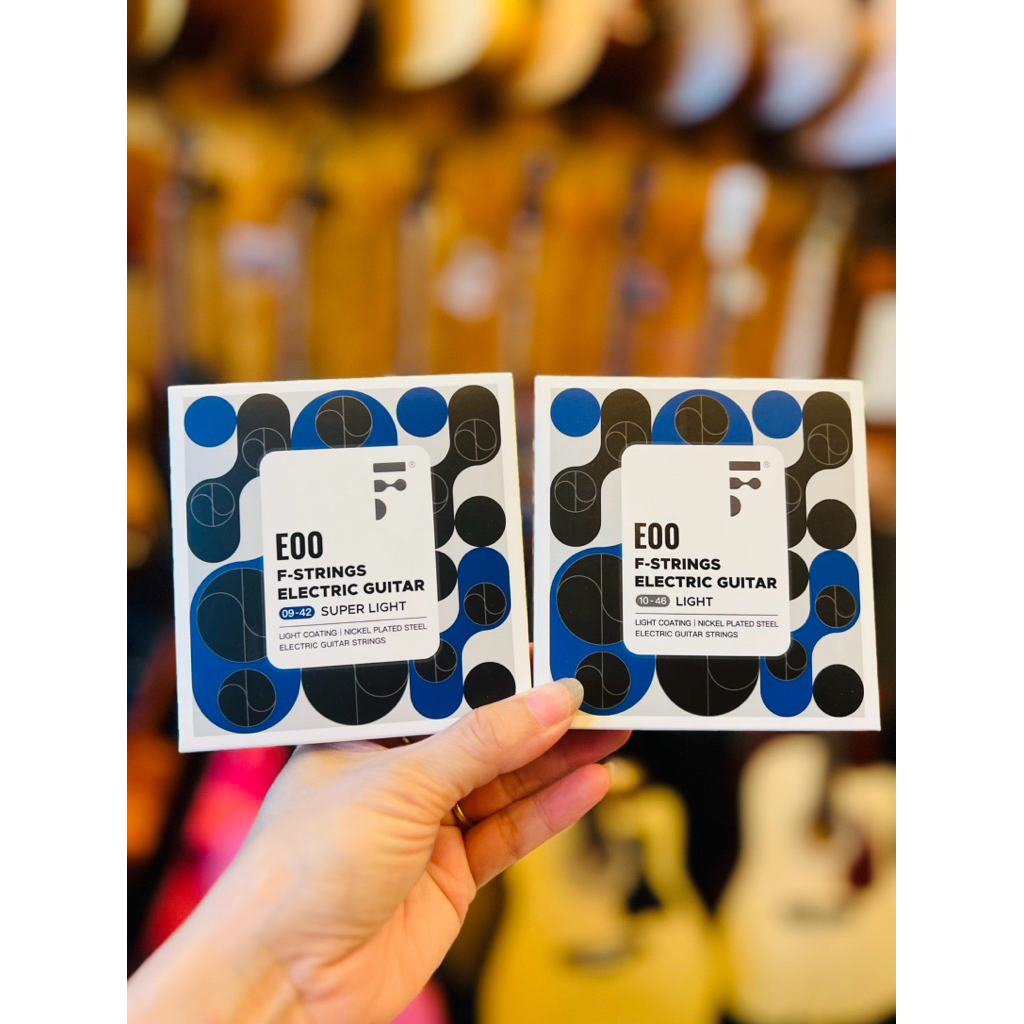 E00
F-STRINGS
ELECTRIC GUITAR
09-42 SUPER LIGHT
LIGHT COATING | NICKEL PLATED STEEL
ELECTRIC GUITAR STRINGS
E00
F-STRINGS
ELECTRIC GUITAR
10-46 LIGHT
LIGHT COATING | NICKEL PLATED STEEL
ELECTRIC GUITAR STRINGS